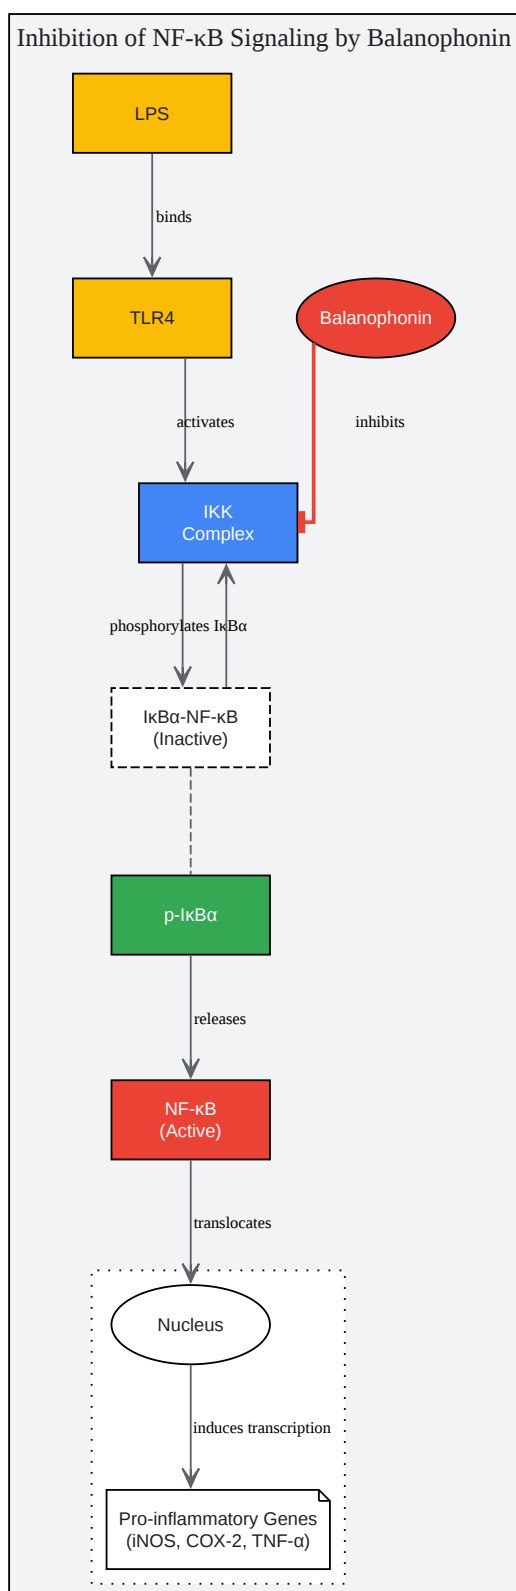 Inhibition of NF-κB Signaling by Balanophonin
LPS
binds
TLR4
Balanophonin
activates
inhibits
IKK
Complex
phosphorylates IκBα
IκBα-NF-κB
(Inactive)
p-IκBα
releases
NF-κB
(Active)
translocates
Nucleus
induces transcription
Pro-inflammatory Genes
(iNOS, COX-2, TNF-α)